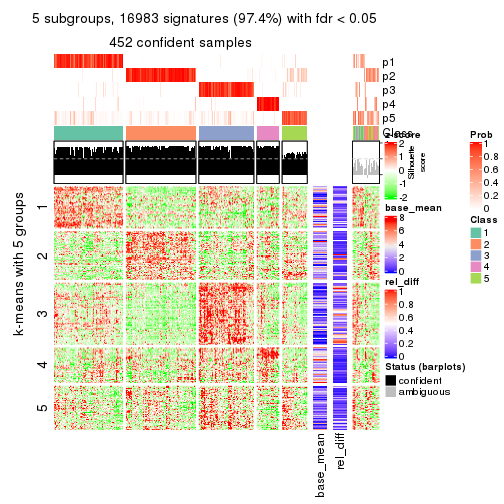 5 subgroups, 16983 signatures (97.4%) with fdr < 0.05
452 confident samples
p1
p2
p3
p4
p5
Class
z-score
2
1
0
-1
-2
Silhouette
score
Prob
1
0.8
0.6
0.4
0.2
0
base_mean
8
6
4
2
0
Class
1
2
3
4
5
rel_diff
1
0.8
0.6
0.4
0.2
0
Status (barplots)
confident
ambiguous
k-means with 5 groups
1
2
3
4
5
base_mean
rel_diff